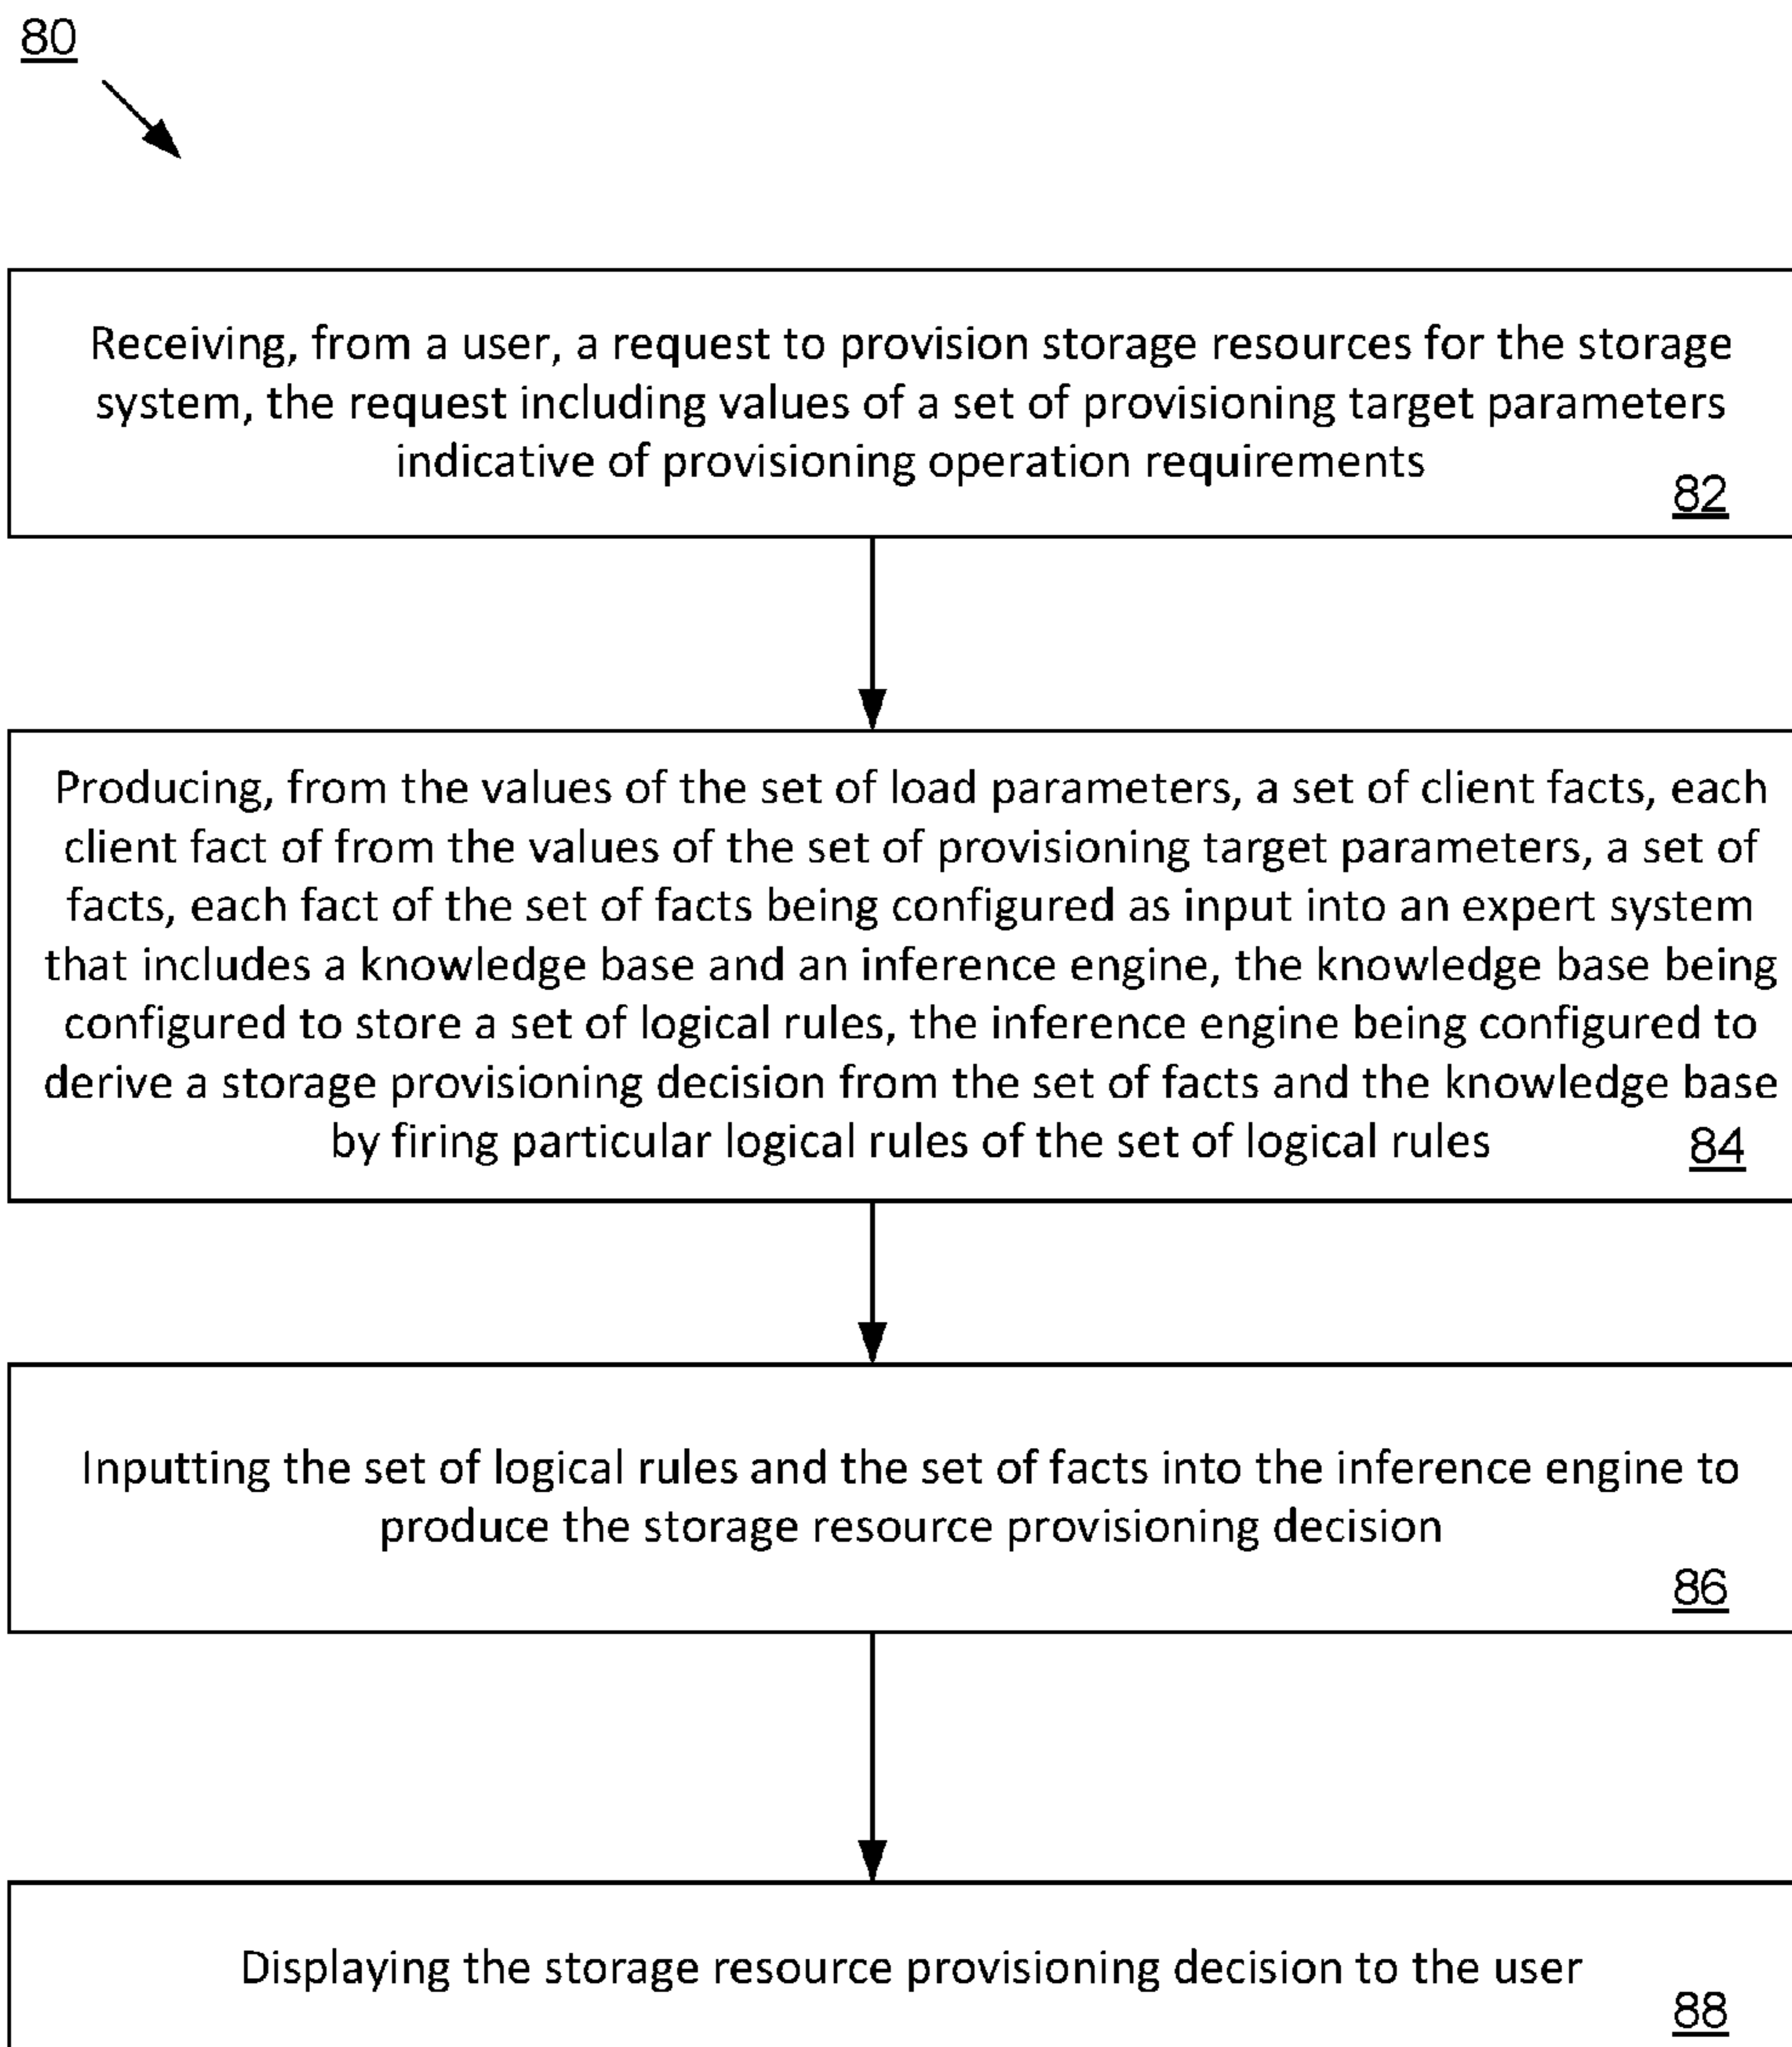 80
Receiving, from a user, a request to provision storage resources for the storage
system, the request including values of a set of provisioning target parameters
indicative of provisioning operation requirements
82
Producing, from the values of the set of load parameters, a set of client facts, each
client fact of from the values of the set of provisioning target parameters, a set of
facts, each fact of the set of facts being configured as input into an expert system
that includes a knowledge base and an inference engine, the knowledge base being
configured to store a set of logical rules, the inference engine being configured to
derive a storage provisioning decision from the set of facts and the knowledge base
by firing particular logical rules of the set of logical rules
84
Inputting the set of logical rules and the set of facts into the inference engine to
produce the storage resource provisioning decision
86
Displaying the storage resource provisioning decision to the user
88